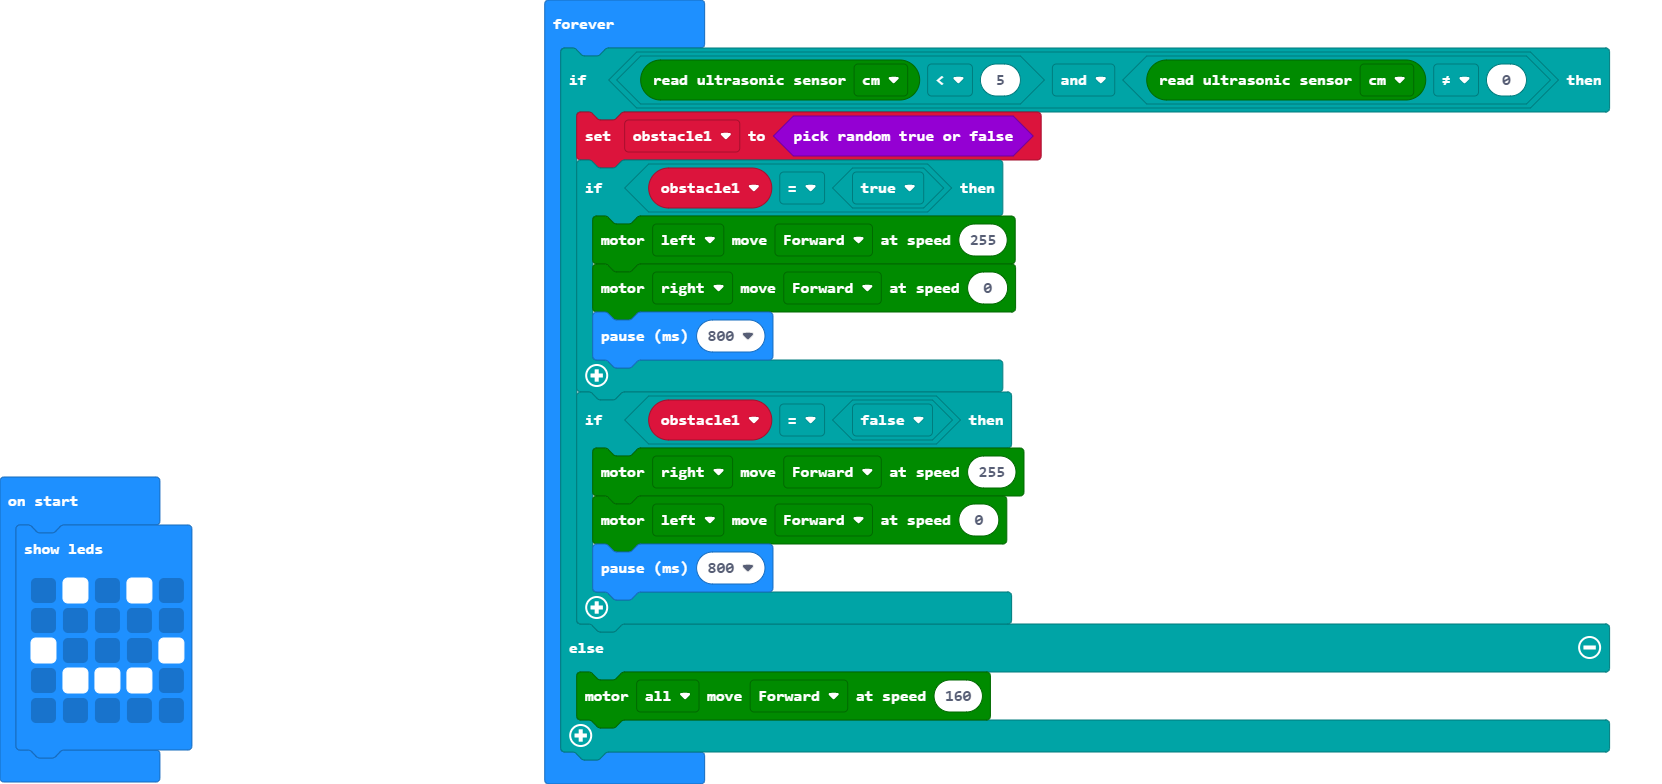 forever
if read ultrasonic sensor cm < 5 and read ultrasonic sensor cm ≠ 0 then
set obstacle1 to pick random true or false
if obstacle1 = true then
motor left move Forward at speed 255
motor right move Forward at speed 0
pause (ms) 800
if obstacle1 = false then
motor right move Forward at speed 255
motor left move Forward at speed 0
pause (ms) 800
else
motor all move Forward at speed 160
on start
show leds